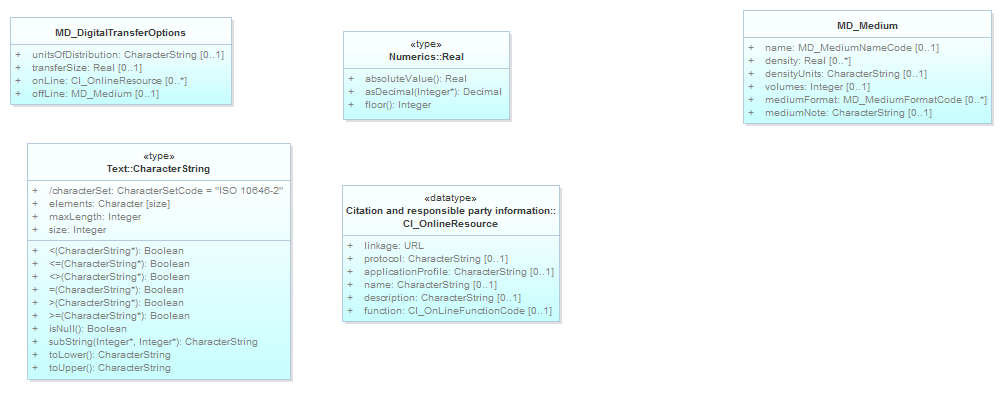 MD_DigitalTransferOptions
+ unitsOfDistribution: CharacterString [0..1]
+ transferSize: Real [0..1]
+ onLine: CI_OnlineResource [0..*]
+ offLine: MD_Medium [0..1]
«type»
Numerics::Real
+ absoluteValue(): Real
+ asDecimal(Integer*): Decimal
+ floor(): Integer
MD_Medium
+ name: MD_MediumNameCode [0..1]
+ density: Real [0..*]
+ densityUnits: CharacterString [0..1]
+ volumes: Integer [0..1]
+ mediumFormat: MD_MediumFormatCode [0..*]
+ mediumNote: CharacterString [0..1]
«type»
Text::CharacterString
+ /characterSet: CharacterSetCode = "ISO 10646-2"
+ elements: Character [size]
+ maxLength: Integer
+ size: Integer
+ <(CharacterString*): Boolean
+ <=(CharacterString*): Boolean
+ <>(CharacterString*): Boolean
+ =(CharacterString*): Boolean
+ >(CharacterString*): Boolean
+ >=(CharacterString*): Boolean
+ isNull(): Boolean
+ subString(Integer*, Integer*): CharacterString
+ toLower(): CharacterString
+ toUpper(): CharacterString
«datatype»
Citation and responsible party information::
CI_OnlineResource
+ linkage: URL
+ protocol: CharacterString [0..1]
+ applicationProfile: CharacterString [0..1]
+ name: CharacterString [0..1]
+ description: CharacterString [0..1]
+ function: CI_OnLineFunctionCode [0..1]